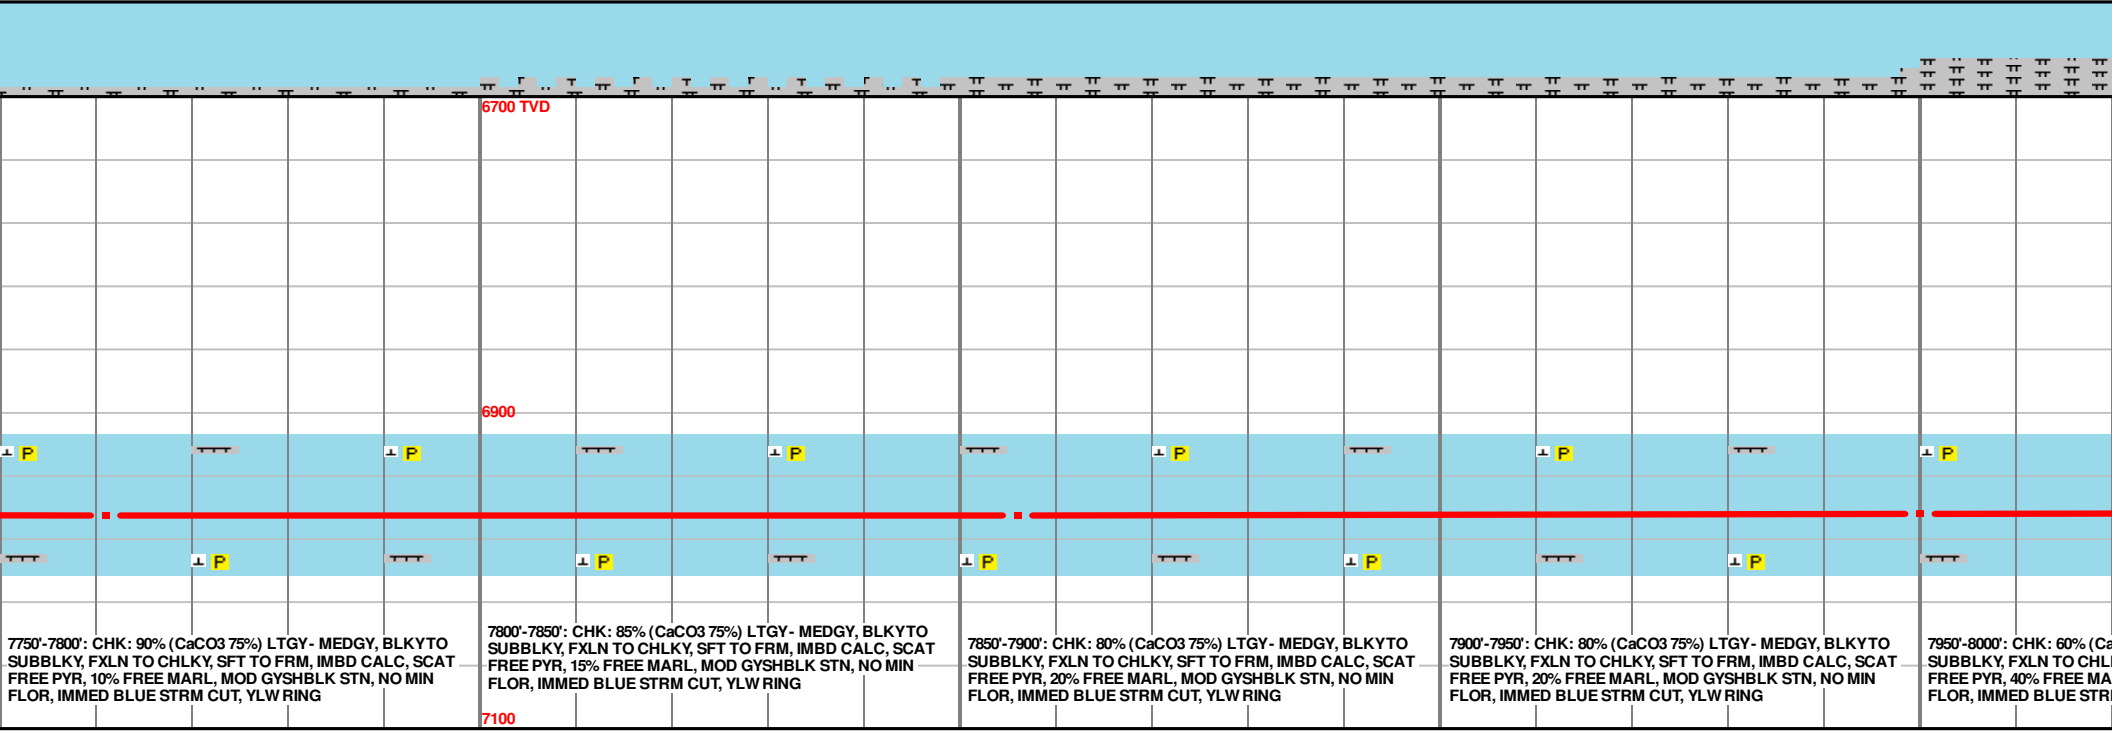 6700 TVD
6900
P P P P P P
P P P P P
7750'-7800': CHK: 90% (CaCO3 75%) LTGY- MEDGY, BLKYTO
SUBBLKY, FXLN TO CHLKY, SFT TO FRM, IMBD CALC, SCAT
FREE PYR, 10% FREE MARL, MOD GYSHBLK STN, NO MIN
FLOR, IMMED BLUE STRM CUT, YLW RING
7800'-7850': CHK: 85% (CaCO3 75%) LTGY- MEDGY, BLKYTO
SUBBLKY, FXLN TO CHLKY, SFT TO FRM, IMBD CALC, SCAT
FREE PYR, 15% FREE MARL, MOD GYSHBLK STN, NO MIN
FLOR, IMMED BLUE STRM CUT, YLW RING
7850'-7900': CHK: 80% (CaCO3 75%) LTGY- MEDGY, BLKYTO
SUBBLKY, FXLN TO CHLKY, SFT TO FRM, IMBD CALC, SCAT
FREE PYR, 20% FREE MARL, MOD GYSHBLK STN, NO MIN
FLOR, IMMED BLUE STRM CUT, YLW RING
7900'-7950': CHK: 80% (CaCO3 75%) LTGY- MEDGY, BLKYTO
SUBBLKY, FXLN TO CHLKY, SFT TO FRM, IMBD CALC, SCAT
FREE PYR, 20% FREE MARL, MOD GYSHBLK STN, NO MIN
FLOR, IMMED BLUE STRM CUT, YLW RING
7950'-8000': CHK: 60% (Ca
SUBBLKY, FXLN TO CHL
FREE PYR, 40% FREE MA
FLOR, IMMED BLUE STR
7100